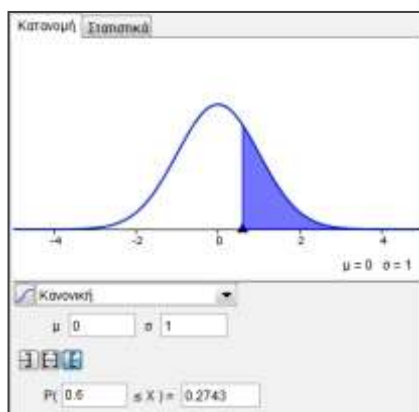 Κατανομή Στατιστικά
-4 -2 0 2 4
μ = 0 σ = 1
Κανονική
μ 0 σ 1
P( 0.6 ≤ X ) = 0.2743